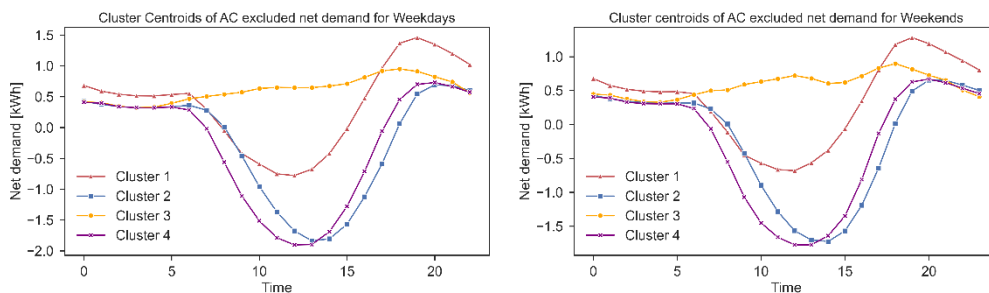 Cluster Centroids of AC excluded net demand for Weekdays
1.5
1.0
0.5
0.0
−0.5
−1.0
−1.5
−2.0
Net demand [kWh]
Cluster 1
Cluster 2
Cluster 3
Cluster 4
0 5 10 15 20
Time
Cluster centroids of AC excluded net demand for Weekends
1.0
0.5
0.0
−0.5
−1.0
−1.5
Net demand [kWh]
Cluster 1
Cluster 2
Cluster 3
Cluster 4
0 5 10 15 20
Time